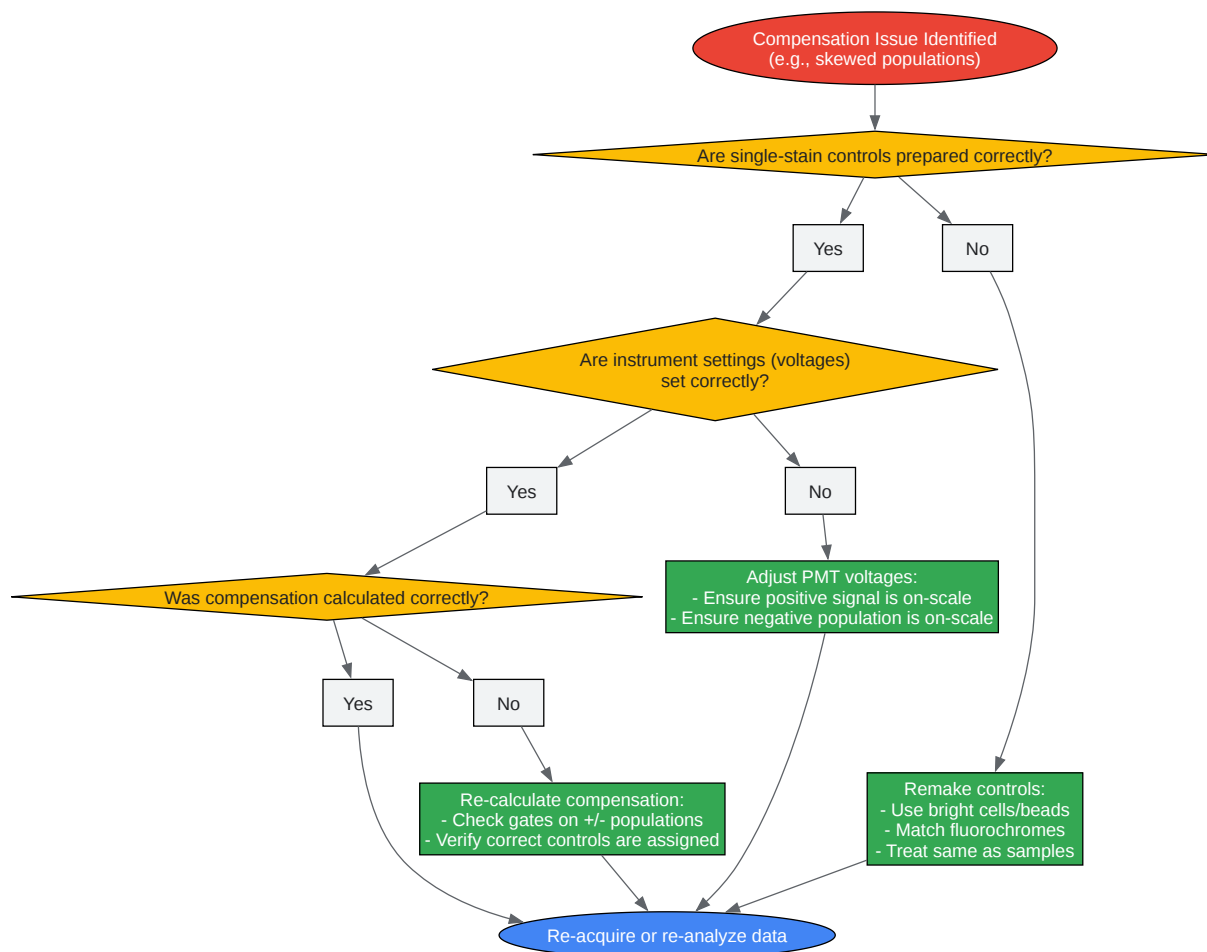 Compensation Issue Identified
(e.g., skewed populations)
Are single-stain controls prepared correctly?
Yes
No
Are instrument settings (voltages)
set correctly?
Yes
No
Adjust PMT voltages:
- Ensure positive signal is on-scale
- Ensure negative population is on-scale
Was compensation calculated correctly?
Yes
No
Re-calculate compensation:
- Check gates on +/- populations
- Verify correct controls are assigned
Remake controls:
- Use bright cells/beads
- Match fluorochromes
- Treat same as samples
Re-acquire or re-analyze data